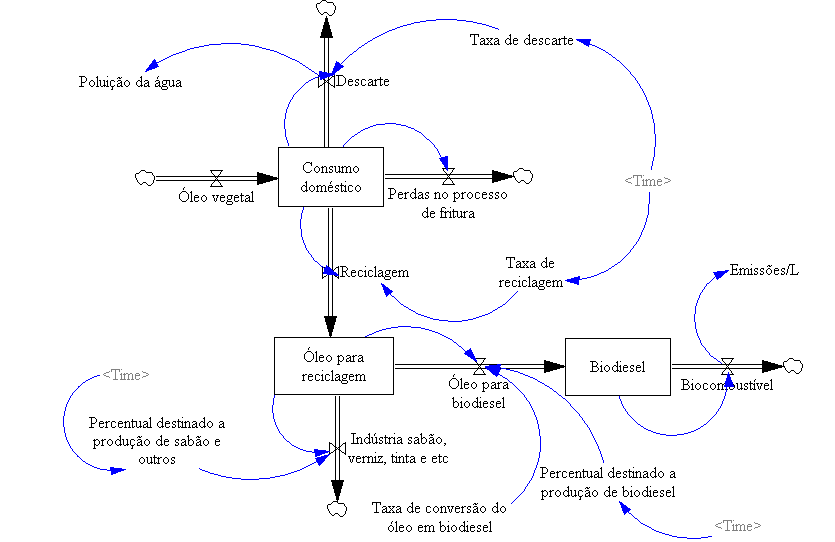 Taxa de descarte
Poluição da água
Descarte
Consumo
doméstico
Óleo vegetal
Perdas no processo
de fritura
<Time>
Reciclagem
Taxa de
reciclagem
Emissões/L
Óleo para
reciclagem
Óleo para
biodiesel
Biodiesel
Biocombustível
<Time>
Percentual destinado a
produção de sabão e
outros
Indústria sabão,
verniz, tinta e etc
Taxa de conversão do
óleo em biodiesel
Percentual destinado a
produção de biodiesel
<Time>